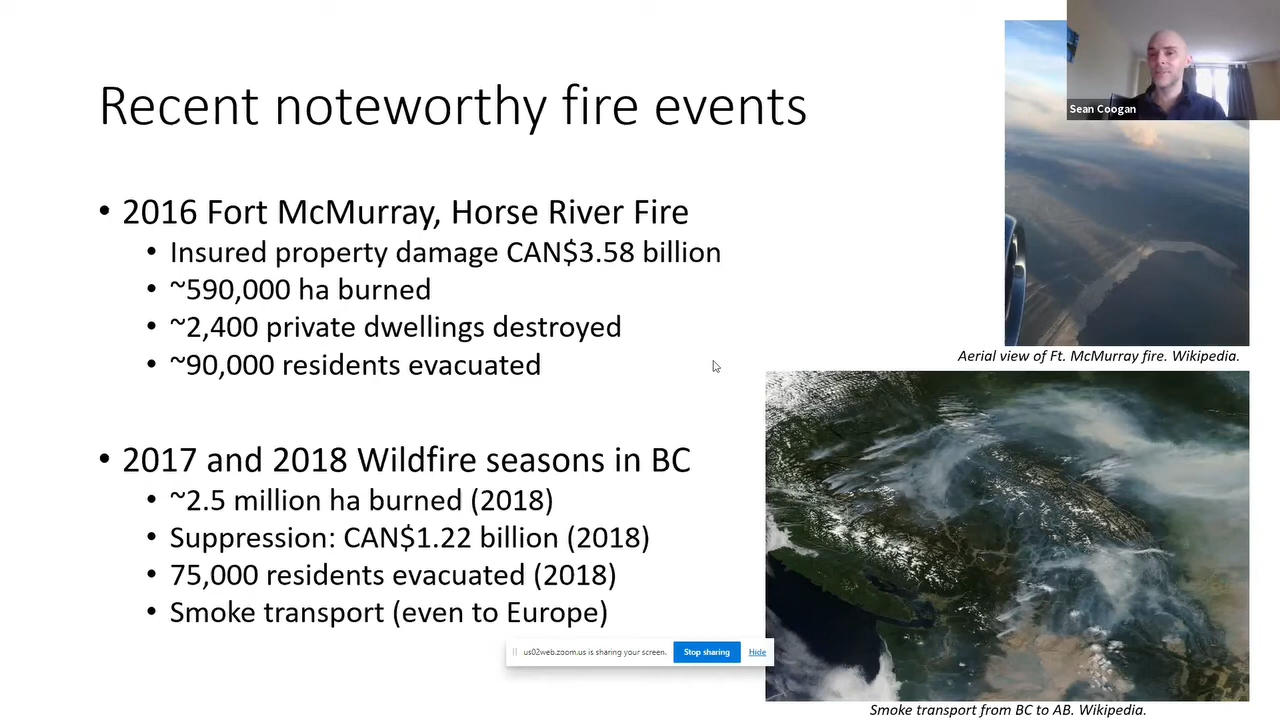 Recent noteworthy fire events
Sean Coogan
• 2016 Fort McMurray, Horse River Fire
• Insured property damage CAN$3.58 billion
• ~590,000 ha burned
• ~2,400 private dwellings destroyed
• ~90,000 residents evacuated
Aerial view of Ft. McMurray fire. Wikipedia.
• 2017 and 2018 Wildfire seasons in BC
• ~2.5 million ha burned (2018)
• Suppression: CAN$1.22 billion (2018)
• 75,000 residents evacuated (2018)
• Smoke transport (even to Europe)
us02web.zoom.us is sharing your screen.
Stop sharing
Hide
Smoke transport from BC to AB. Wikipedia.